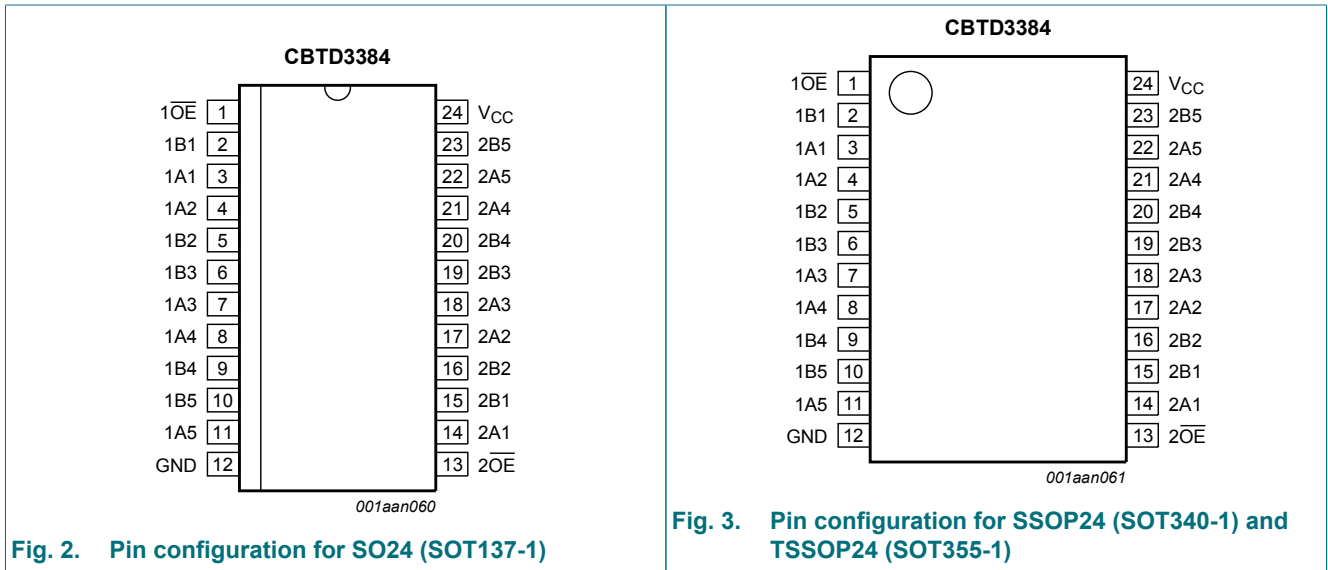 CBTD3384
1O̅E̅ 1 24 VCC
1B1 2 23 2B5
1A1 3 22 2A5
1A2 4 21 2A4
1B2 5 20 2B4
1B3 6 19 2B3
1A3 7 18 2A3
1A4 8 17 2A2
1B4 9 16 2B2
1B5 10 15 2B1
1A5 11 14 2A1
GND 12 13 2O̅E̅
001aan060
Fig. 2. Pin configuration for SO24 (SOT137-1)
CBTD3384
1O̅E̅ 1 24 VCC
1B1 2 23 2B5
1A1 3 22 2A5
1A2 4 21 2A4
1B2 5 20 2B4
1B3 6 19 2B3
1A3 7 18 2A3
1A4 8 17 2A2
1B4 9 16 2B2
1B5 10 15 2B1
1A5 11 14 2A1
GND 12 13 2O̅E̅
001aan061
Fig. 3. Pin configuration for SSOP24 (SOT340-1) and
TSSOP24 (SOT355-1)